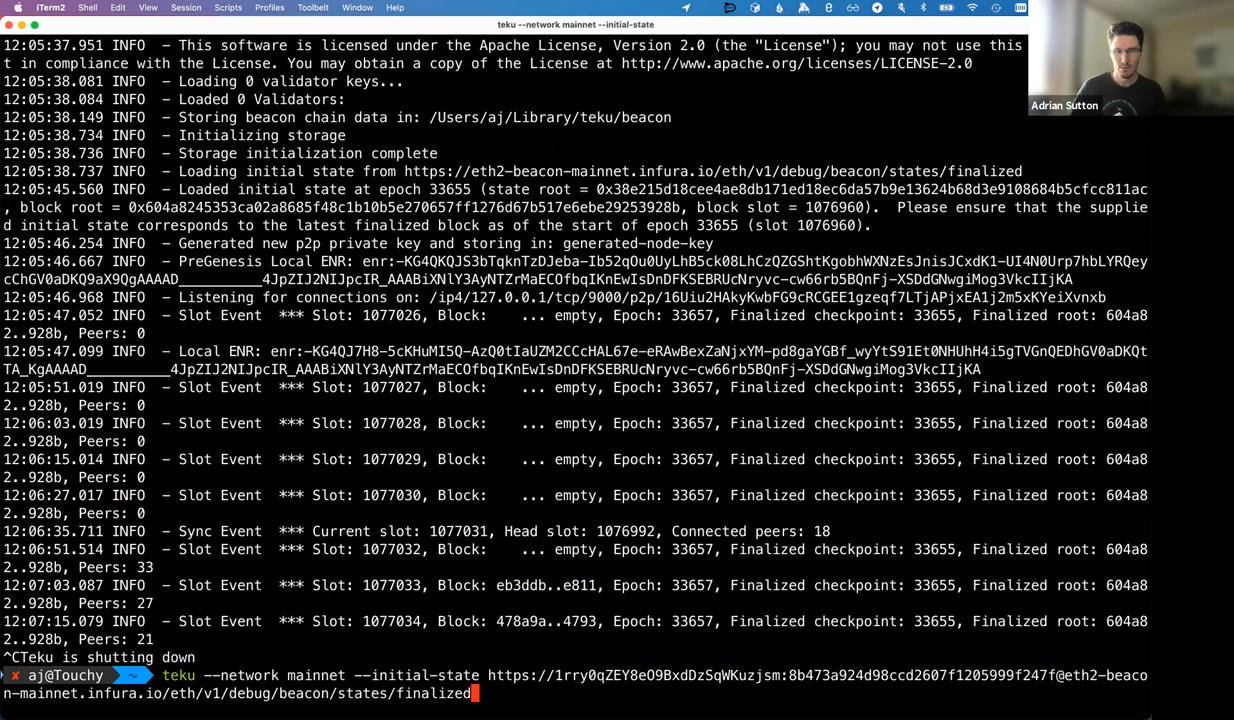 iTerm2 Shell Edit View Session Scripts Profiles Toolbelt Window Help
teku --network mainnet --initial-state
12:05:37.951 INFO  – This software is licensed under the Apache License, Version 2.0 (the "License"); you may not use this
t in compliance with the License. You may obtain a copy of the License at http://www.apache.org/licenses/LICENSE-2.0
12:05:38.081 INFO  – Loading 0 validator keys...
12:05:38.084 INFO  – Loaded 0 Validators:
12:05:38.149 INFO  – Storing beacon chain data in: /Users/aj/Library/teku/beacon
12:05:38.734 INFO  – Initializing storage
12:05:38.736 INFO  – Storage initialization complete
12:05:38.737 INFO  – Loading initial state from https://eth2-beacon-mainnet.infura.io/eth/v1/debug/beacon/states/finalized
12:05:45.560 INFO  – Loaded initial state at epoch 33655 (state root = 0x38e215d18cee4ae8db171ed18ec6da57b9e13624b68d3e9108684b5cfcc811ac
, block root = 0x604a8245353ca02a8685f48c1b10b5e270657ff1276d67b517e6ebe29253928b, block slot = 1076960).  Please ensure that the supplie
d initial state corresponds to the latest finalized block as of the start of epoch 33655 (slot 1076960).
12:05:46.254 INFO  – Generated new p2p private key and storing in: generated-node-key
12:05:46.667 INFO  – PreGenesis Local ENR: enr:-KG4QKQJS3bTqknTzDJeba-Ib52qOu0UyLhB5ck08LhCzQZGShtKgobhWXNzEsJnisJCxdK1-UI4N0Urp7hbLYRQey
cChGV0aDKQ9aX9QgAAAAD__________4JpZIJ2NIJpcIR_AAABiXNlY3AyNTZrMaECOfbqIKnEwIsDnDFKSEBRUcNryvc-cw66rb5BQnFj-XSDdGNwgiMog3VkcIIjKA
12:05:46.968 INFO  – Listening for connections on: /ip4/127.0.0.1/tcp/9000/p2p/16Uiu2HAkyKwbFG9cRCGEE1gzeqf7LTjAPjxEA1j2m5xKYeiXvnxb
12:05:47.052 INFO  – Slot Event  *** Slot: 1077026, Block:    ... empty, Epoch: 33657, Finalized checkpoint: 33655, Finalized root: 604a8
2..928b, Peers: 0
12:05:47.099 INFO  – Local ENR: enr:-KG4QJ7H8-5cKHuMI5Q-AzQ0tIaUZM2CCcHAL67e-eRAwBexZaNjxYM-pd8gaYGBf_wyYtS91Et0NHUhH4i5gTVGnQEDhGV0aDKQt
TA_KgAAAAD__________4JpZIJ2NIJpcIR_AAABiXNlY3AyNTZrMaECOfbqIKnEwIsDnDFKSEBRUcNryvc-cw66rb5BQnFj-XSDdGNwgiMog3VkcIIjKA
12:05:51.019 INFO  – Slot Event  *** Slot: 1077027, Block:    ... empty, Epoch: 33657, Finalized checkpoint: 33655, Finalized root: 604a8
2..928b, Peers: 0
12:06:03.019 INFO  – Slot Event  *** Slot: 1077028, Block:    ... empty, Epoch: 33657, Finalized checkpoint: 33655, Finalized root: 604a8
2..928b, Peers: 0
12:06:15.014 INFO  – Slot Event  *** Slot: 1077029, Block:    ... empty, Epoch: 33657, Finalized checkpoint: 33655, Finalized root: 604a8
2..928b, Peers: 0
12:06:27.017 INFO  – Slot Event  *** Slot: 1077030, Block:    ... empty, Epoch: 33657, Finalized checkpoint: 33655, Finalized root: 604a8
2..928b, Peers: 0
12:06:35.711 INFO  – Sync Event  *** Current slot: 1077031, Head slot: 1076992, Connected peers: 18
12:06:51.514 INFO  – Slot Event  *** Slot: 1077032, Block:    ... empty, Epoch: 33657, Finalized checkpoint: 33655, Finalized root: 604a8
2..928b, Peers: 33
12:07:03.087 INFO  – Slot Event  *** Slot: 1077033, Block: eb3ddb..e811, Epoch: 33657, Finalized checkpoint: 33655, Finalized root: 604a8
2..928b, Peers: 27
12:07:15.079 INFO  – Slot Event  *** Slot: 1077034, Block: 478a9a..4793, Epoch: 33657, Finalized checkpoint: 33655, Finalized root: 604a8
2..928b, Peers: 21
^CTeku is shutting down
✘ aj@Touchy ~ teku --network mainnet --initial-state https://1rry0qZEY8eO9BxdDzSqWKuzjsm:8b473a924d98ccd2607f1205999f247f@eth2-beaco
n-mainnet.infura.io/eth/v1/debug/beacon/states/finalized
Adrian Sutton